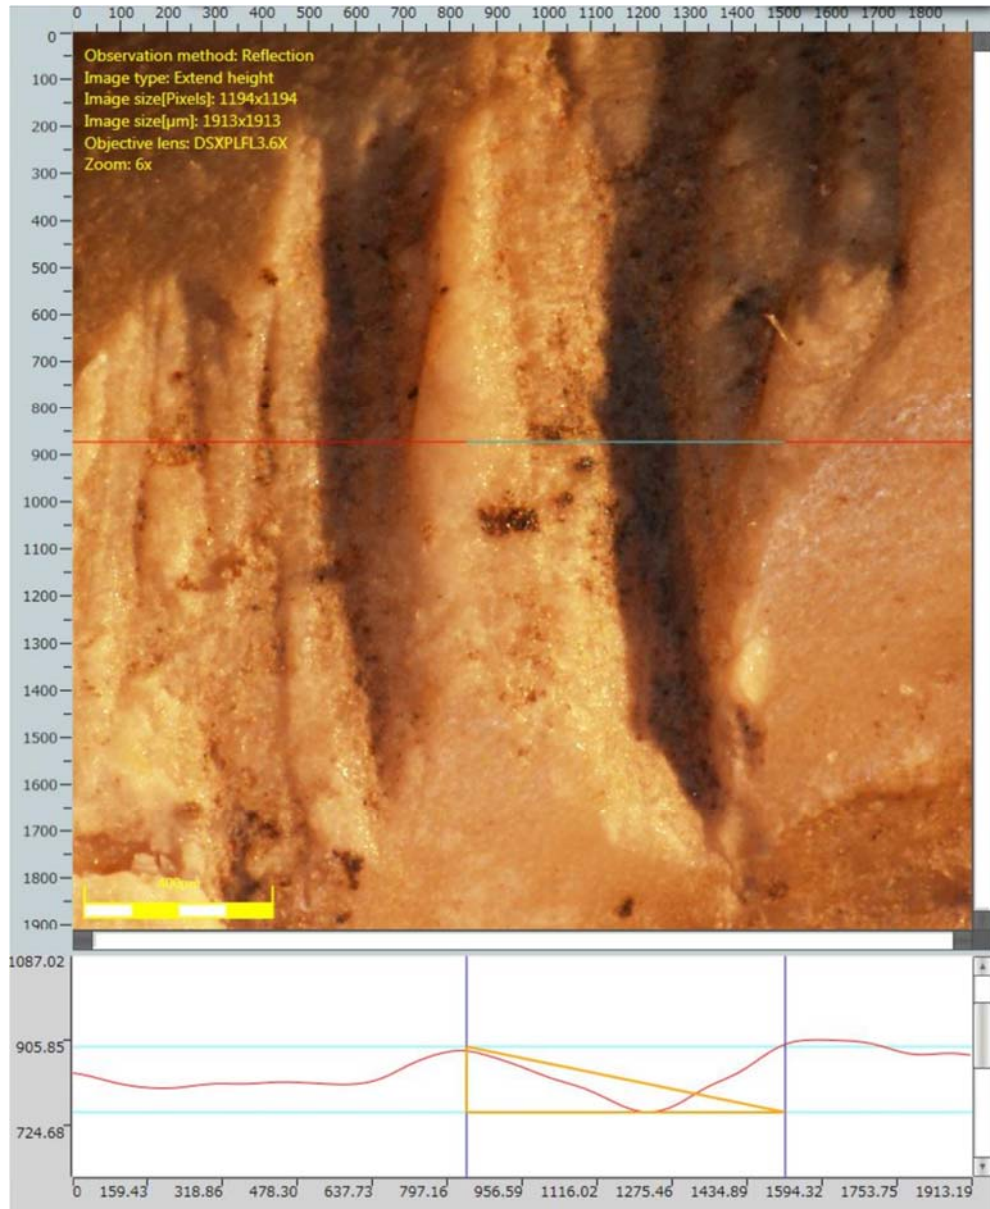 0 100 200 300 400 500 600 700 800 900 1000 1100 1200 1300 1400 1500 1600 1700 1800
0
100
200
300
400
500
600
700
800
900
1000
1100
1200
1300
1400
1500
1600
1700
1800
1900
Observation method: Reflection
Image type: Extend height
Image size[Pixels]: 1194x1194
Image size[µm]: 1913x1913
Objective lens: DSXPLFL3.6X
Zoom: 6x
400µm
1087.02
905.85
724.68
0 159.43 318.86 478.30 637.73 797.16 956.59 1116.02 1275.46 1434.89 1594.32 1753.75 1913.19